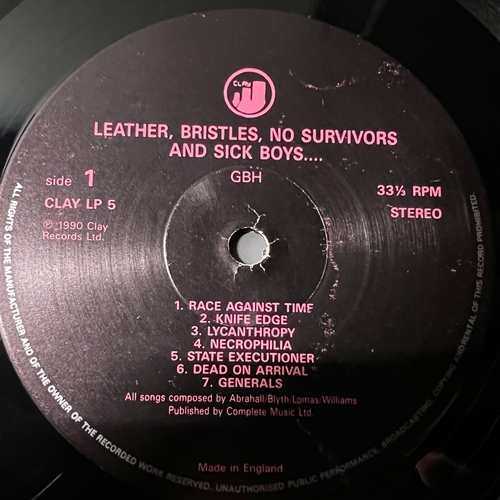 CLAY
LEATHER, BRISTLES, NO SURVIVORS
AND SICK BOYS....
GBH
side 1
CLAY LP 5
℗ 1990 Clay
Records Ltd.
33⅓ RPM
STEREO
1. RACE AGAINST TIME
2. KNIFE EDGE
3. LYCANTHROPY
4. NECROPHILIA
5. STATE EXECUTIONER
6. DEAD ON ARRIVAL
7. GENERALS
All songs composed by Abrahall/Blyth/Lomas/Williams
Published by Complete Music Ltd.
Made in England
ALL RIGHTS OF THE MANUFACTURER AND OF THE OWNER OF THE RECORDED WORK RESERVED. UNAUTHORISED PUBLIC PERFORMANCE, BROADCASTING, COPYING OF THIS RECORD PROHIBITED.